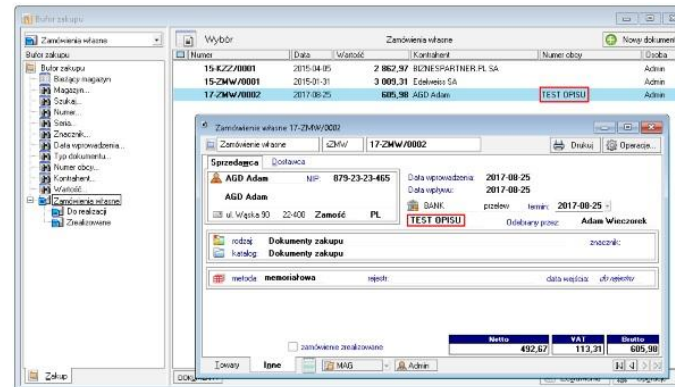 Bufor zakupu
Zamówienia własne
Wybór
Zamówienia własne
Nowy dokument
Bufor zakupu
Numer Data Wartość Kontrahent Numer obcy Osoba
15-KZZ/0001 2015-04-05 2 862,97 BIZNESPARTNER.PL SA Admin
15-ZMW/0001 2015-01-31 3 009,31 Edelweiss SA Admin
17-ZMW/0002 2017-08-25 605,98 AGD Adam TEST OPISU Admin
Bufor zakupu
Bieżący magazyn
Magazyn...
Szukaj...
Numer...
Seria...
Znacznik...
Data wprowadzenia...
Typ dokumentu...
Numer obcy...
Kontrahent...
Wartość...
Zamówienia własne
Do realizacji
Zrealizowane
Zakup
Zamówienie własne 17-ZMW/0002
Zamówienie własne sZMW 17-ZMW/0002 Drukuj Operacje...
Sprzedawca Dostawca
AGD Adam NIP: 879-23-23-465
AGD Adam
ul. Wąska 90 22-400 Zamość PL
Data wprowadzenia: 2017-08-25
Data wpływu: 2017-08-25
BANK przelew termin: 2017-08-25
TEST OPISU Odebrany przez: Adam Wieczorek
rodzaj: Dokumenty zakupu znacznik:
katalog: Dokumenty zakupu
metoda: memoriałowa rejestr: data wejścia: do rejestru
zamówienie zrealizowane
Netto VAT Brutto
492,67 113,31 605,98
Towary Inne MAG Admin